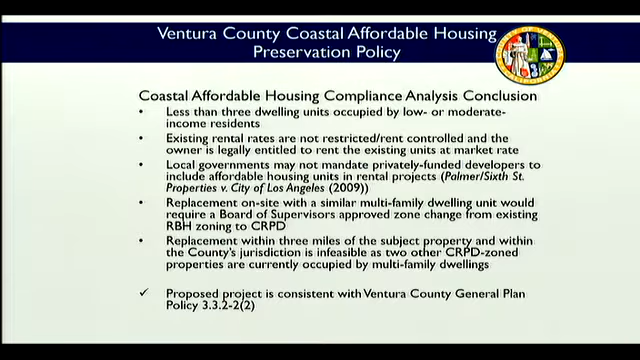 Ventura County Coastal Affordable Housing
Preservation Policy
Coastal Affordable Housing Compliance Analysis Conclusion
• Less than three dwelling units occupied by low- or moderate-
income residents
• Existing rental rates are not restricted/rent controlled and the
owner is legally entitled to rent the existing units at market rate
• Local governments may not mandate privately-funded developers to
include affordable housing units in rental projects (Palmer/Sixth St.
Properties v. City of Los Angeles (2009))
• Replacement on-site with a similar multi-family dwelling unit would
require a Board of Supervisors approved zone change from existing
RBH zoning to CRPD
• Replacement within three miles of the subject property and within
the County's jurisdiction is infeasible as two other CRPD-zoned
properties are currently occupied by multi-family dwellings
✓ Proposed project is consistent with Ventura County General Plan
Policy 3.3.2-2(2)